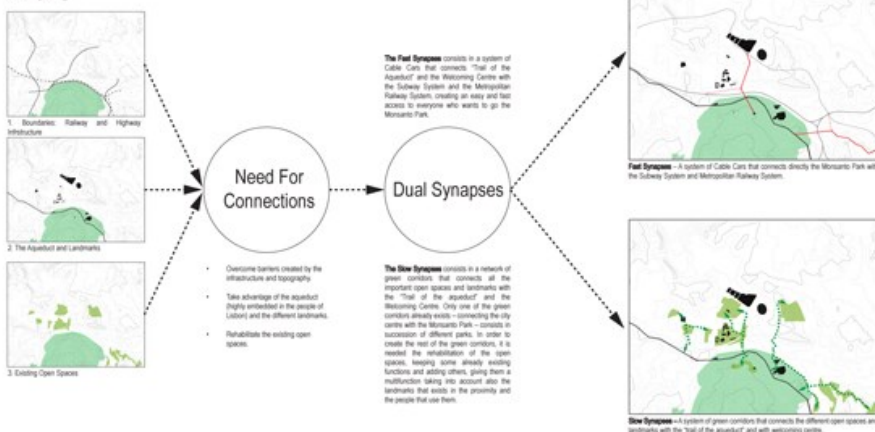 1. Boundaries: Railway and Highway
Infrstructure
2. The Aqueduct and Landmarks
3. Existing Open Spaces
Need For
Connections
• Overcome barriers created by the
infrastructure and topography.
• Take advantage of the aqueduct
(highly embedded in the people of
Lisbon) and the different landmarks.
• Rehabilitate the existing open
spaces.
The Fast Synapses consists in a system of
Cable Cars that connects "Trail of the
Aqueduct" and the Welcoming Centre with
the Subway System and the Metropolitan
Railway System, creating an easy and fast
access to everyone who wants to go the
Monsanto Park.
Dual Synapses
The Slow Synapses consists in a network of
green corridors that connects all the
important open spaces and landmarks with
the "Trail of the aqueduct" and the
Welcoming Centre. Only one of the green
corridors already exists – connecting the city
centre with the Monsanto Park – consists in
succession of different parks. In order to
create the rest of the green corridors, it is
needed the rehabilitation of the open
spaces, keeping some already existing
functions and adding others, giving them a
multifunction taking into account also the
landmarks that exists in the proximity and
the people that use them.
Fast Synapses – A system of Cable Cars that connects directly the Monsanto Park with
the Subway System and Metropolitan Railway System.
Slow Synapses – A system of green corridors that connects the different open spaces and
landmarks with the "trail of the aqueduct" and with welcoming centre.